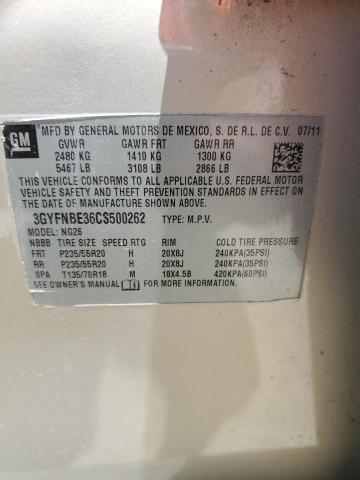 GM
MFD BY GENERAL MOTORS DE MEXICO, S. DE R.L. DE C.V. 07/11
GVWR GAWR FRT GAWR RR
2480 KG 1410 KG 1300 KG
5467 LB 3108 LB 2866 LB
THIS VEHICLE CONFORMS TO ALL APPLICABLE U.S. FEDERAL MOTOR
VEHICLE SAFETY AND THEFT PREVENTION STANDARDS IN EFFECT ON
THE DATE OF MANUFACTURE SHOWN ABOVE.
3GYFNBE36CS500262 TYPE: M.P.V.
MODEL: NG26
NBBB TIRE SIZE SPEED RTG RIM COLD TIRE PRESSURE
FRT P235/55R20 H 20X8J 240KPA(35PSI)
RR P235/55R20 H 20X8J 240KPA(35PSI)
SPA T135/70R18 M 18X4.5B 420KPA(60PSI)
SEE OWNER'S MANUAL FOR MORE INFORMATION